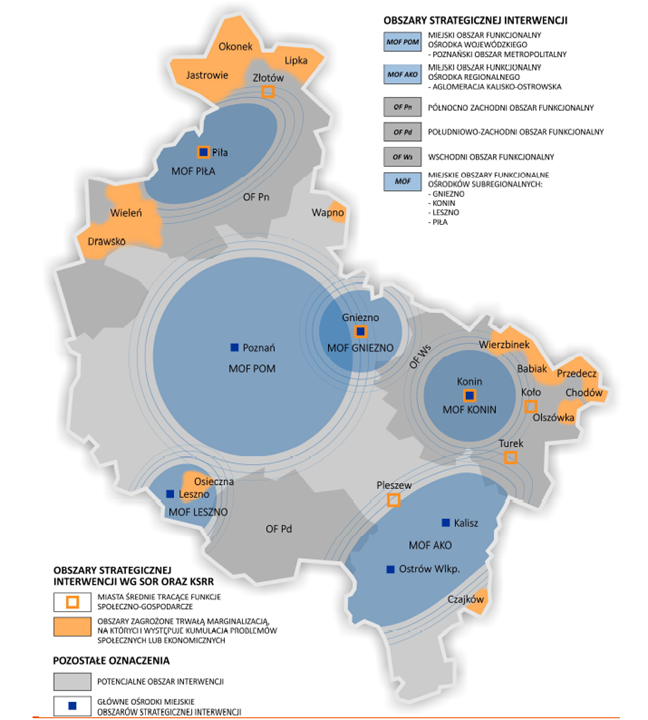 OBSZARY STRATEGICZNEJ INTERWENCJI
MOF POM
MIEJSKI OBSZAR FUNKCJONALNY
OŚRODKA WOJEWÓDZKIEGO
- POZNAŃSKI OBSZAR METROPOLITALNY
MOF AKO
MIEJSKI OBSZAR FUNKCJONALNY
OŚRODKA REGIONALNEGO
- AGLOMERACJA KALISKO-OSTROWSKA
OF Pn
PÓŁNOCNO ZACHODNI OBSZAR FUNKCJONALNY
OF Pd
POŁUDNIOWO-ZACHODNI OBSZAR FUNKCJONALNY
OF Ws
WSCHODNI OBSZAR FUNKCJONALNY
MOF
MIEJSKIE OBSZARY FUNKCJONALNE
OŚRODKÓW SUBREGIONALNYCH:
- GNIEZNO
- KONIN
- LESZNO
- PIŁA
Okonek
Lipka
Jastrowie
Złotów
Piła
MOF PIŁA
OF Pn
Wapno
Wieleń
Drawsko
Gniezno
MOF GNIEZNO
Poznań
MOF POM
OF Ws
Wierzbinek
Babiak
Przedecz
Konin
Koło
Chodów
MOF KONIN
Olszówka
Turek
Osieczna
Leszno
MOF LESZNO
Pleszew
OF Pd
Kalisz
MOF AKO
Ostrów Wlkp.
Czajków
OBSZARY STRATEGICZNEJ
INTERWENCJI WG SOR ORAZ KSRR
MIASTA ŚREDNIE TRACĄCE FUNKCJE
SPOŁECZNO-GOSPODARCZE
OBSZARY ZAGROŻONE TRWAŁĄ MARGINALIZACJĄ,
NA KTÓRYCH WYSTĘPUJE KUMULACJA PROBLEMÓW
SPOŁECZNYCH LUB EKONOMICZNYCH
POZOSTAŁE OZNACZENIA
POTENCJALNE OBSZAR INTERWENCJI
GŁÓWNE OŚRODKI MIEJSKIE
OBSZARÓW STRATEGICZNEJ INTERWENCJI